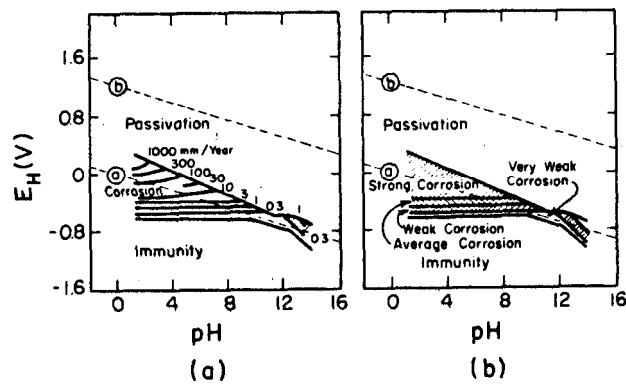 1.6
0.8
0
-0.8
-1.6
E_H(V)
b
Passivation
1000 mm/Year
300
100
30
10
3
1
0.3
1
0.3
a
Corrosion
Immunity
0
4
8
12
16
pH
(a)
b
Passivation
a
Very Weak
Corrosion
Strong Corrosion
Weak Corrosion
Average Corrosion
Immunity
0
4
8
12
16
pH
(b)